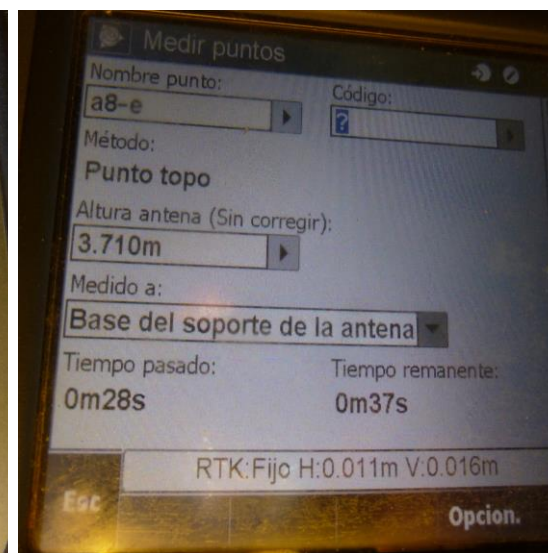 Medir puntos
Nombre punto:
Código:
a8-e
?
Método:
Punto topo
Altura antena (Sin corregir):
3.710m
Medido a:
Base del soporte de la antena
Tiempo pasado:
Tiempo remanente:
0m28s
0m37s
RTK:Fijo H:0.011m V:0.016m
Esc
Opcion.